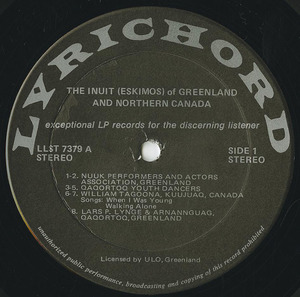 LYRICHORD
THE INUIT (ESKIMOS) of GREENLAND
AND NORTHERN CANADA
exceptional LP records for the discerning listener
LLST 7379 A
STEREO
SIDE 1
STEREO
1-2. NUUK PERFORMERS AND ACTORS
ASSOCIATION, GREENLAND
3-5. QAQORTOQ YOUTH DANCERS
6-7. WILLIAM TAGOONA, KUUJUAQ, CANADA
Songs: When I Was Young
Walking Alone
8. LARS P. LYNGE & ARNANNGUAG,
QAQORTOQ, GREENLAND
Licensed by ULO, Greenland
unauthorized public performance, broadcasting and copying of this record prohibited